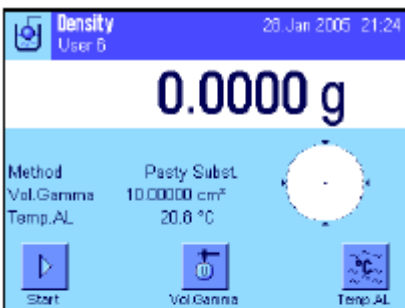 Density 28.Jan 2005 21:24
User 6
0.0000 g
Method Pasty Subst.
Vol.Gamma 10.00000 cm³
Temp.AL 20.8 °C
°C
Start Vol.Gamma Temp.AL